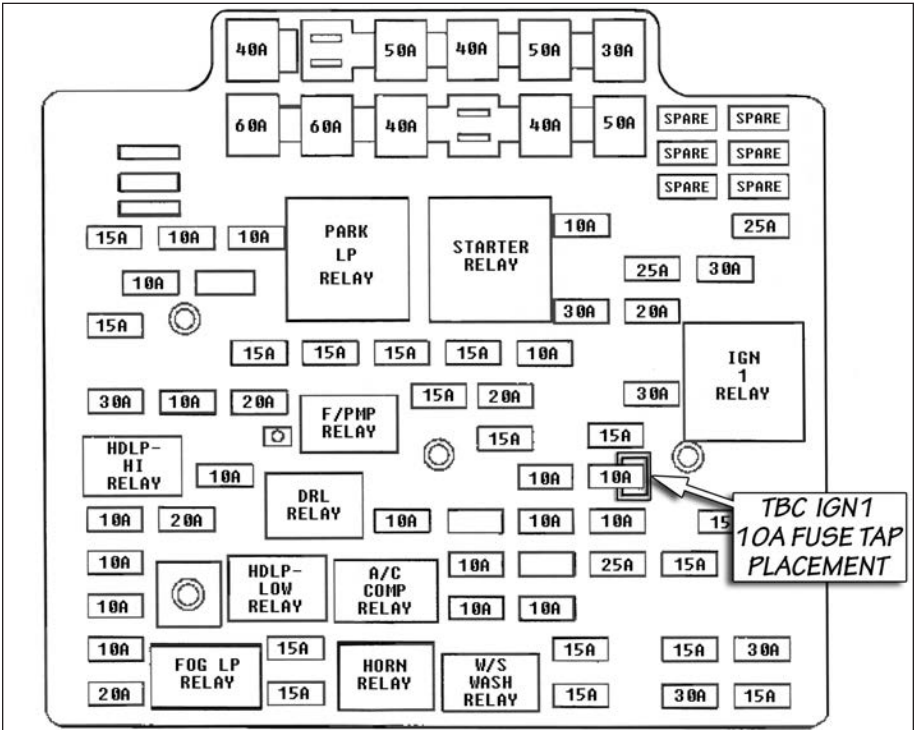 40A 50A 40A 50A 30A
60A 60A 40A 40A 50A
SPARE SPARE
SPARE SPARE
SPARE SPARE
15A 10A 10A
PARK
LP
RELAY
STARTER
RELAY
10A
25A
10A
25A 30A
15A
30A 20A
15A 15A 15A 15A 10A
IGN
1
RELAY
30A 10A 20A
F/PMP
RELAY
15A 20A
30A
15A
15A
HDLP-
HI
RELAY
10A
10A
10A
DRL
RELAY
TBC IGN1
10A FUSE TAP
PLACEMENT
10A 20A
10A
10A
10A
15
10A
HDLP-
LOW
RELAY
A/C
COMP
RELAY
10A
25A
15A
10A
10A
10A
10A
FOG LP
RELAY
15A
HORN
RELAY
W/S
WASH
RELAY
15A
15A
30A
20A
15A
15A
30A
15A